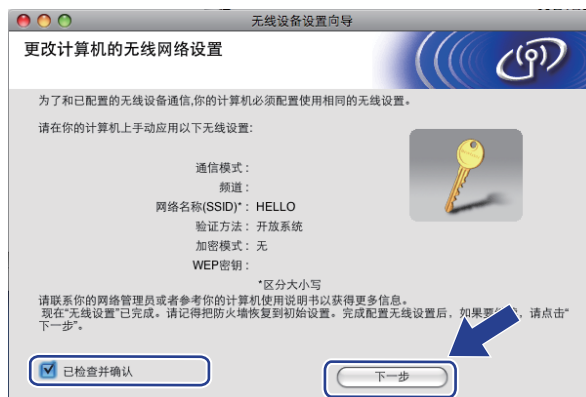 无线设备设置向导
更改计算机的无线网络设置
为了和已配置的无线设备通信,你的计算机必须配置使用相同的无线设置。
请在你的计算机上手动应用以下无线设置:
通信模式:
频道:
网络名称(SSID)*: HELLO
验证方法: 开放系统
加密模式: 无
WEP密钥:
*区分大小写
请联系你的网络管理员或者参考你的计算机使用说明书以获得更多信息。
现在"无线设置"已完成。请记得把防火墙恢复到初始设置。完成配置无线设置后,如果要,请点击"
下一步"。
已检查并确认
下一步